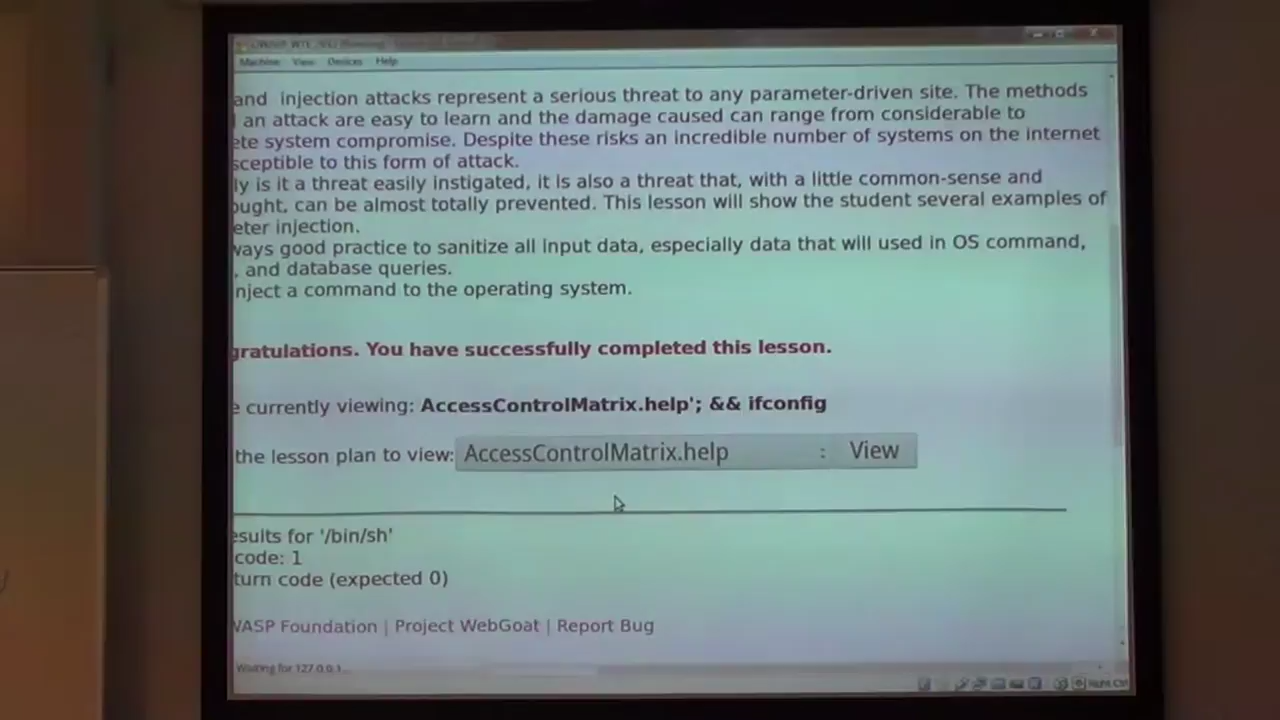 Machine View Devices Help
and injection attacks represent a serious threat to any parameter-driven site. The methods
an attack are easy to learn and the damage caused can range from considerable to
ete system compromise. Despite these risks an incredible number of systems on the internet
sceptible to this form of attack.
ly is it a threat easily instigated, it is also a threat that, with a little common-sense and
ought, can be almost totally prevented. This lesson will show the student several examples of
eter injection.
ways good practice to sanitize all input data, especially data that will used in OS command,
, and database queries.
nject a command to the operating system.
gratulations. You have successfully completed this lesson.
e currently viewing: AccessControlMatrix.help'; && ifconfig
the lesson plan to view: AccessControlMatrix.help : View
esults for '/bin/sh'
code: 1
turn code (expected 0)
WASP Foundation | Project WebGoat | Report Bug
Waiting for 127.0.0.1...
Right Ctrl